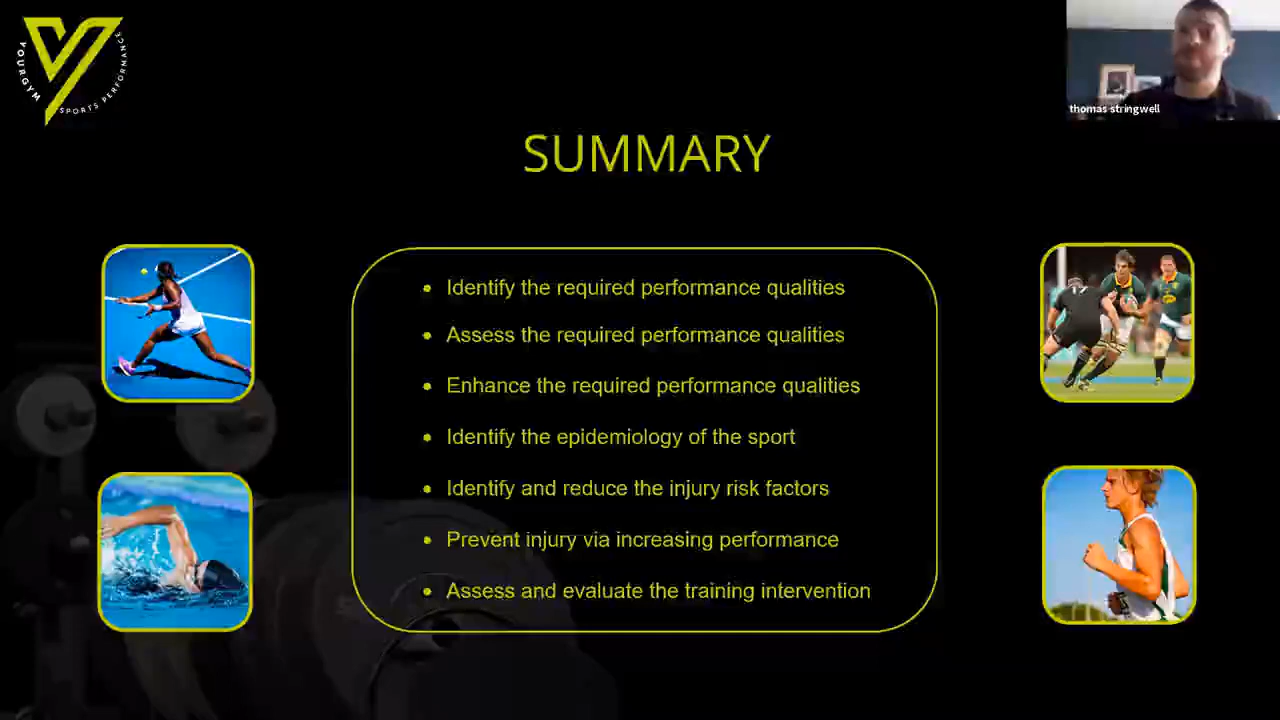 YOURGYM SPORTS PERFORMANCE
thomas stringwell
SUMMARY
Identify the required performance qualities
Assess the required performance qualities
Enhance the required performance qualities
Identify the epidemiology of the sport
Identify and reduce the injury risk factors
Prevent injury via increasing performance
Assess and evaluate the training intervention